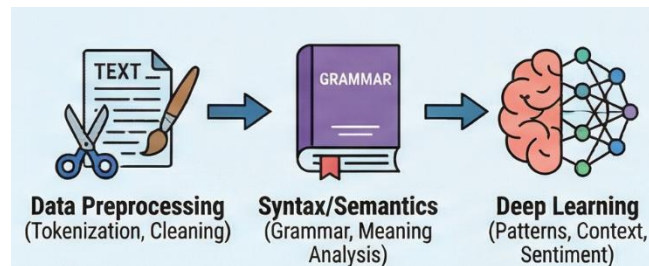 TEXT
GRAMMAR
Data Preprocessing
(Tokenization, Cleaning)
Syntax/Semantics
(Grammar, Meaning
Analysis)
Deep Learning
(Patterns, Context,
Sentiment)